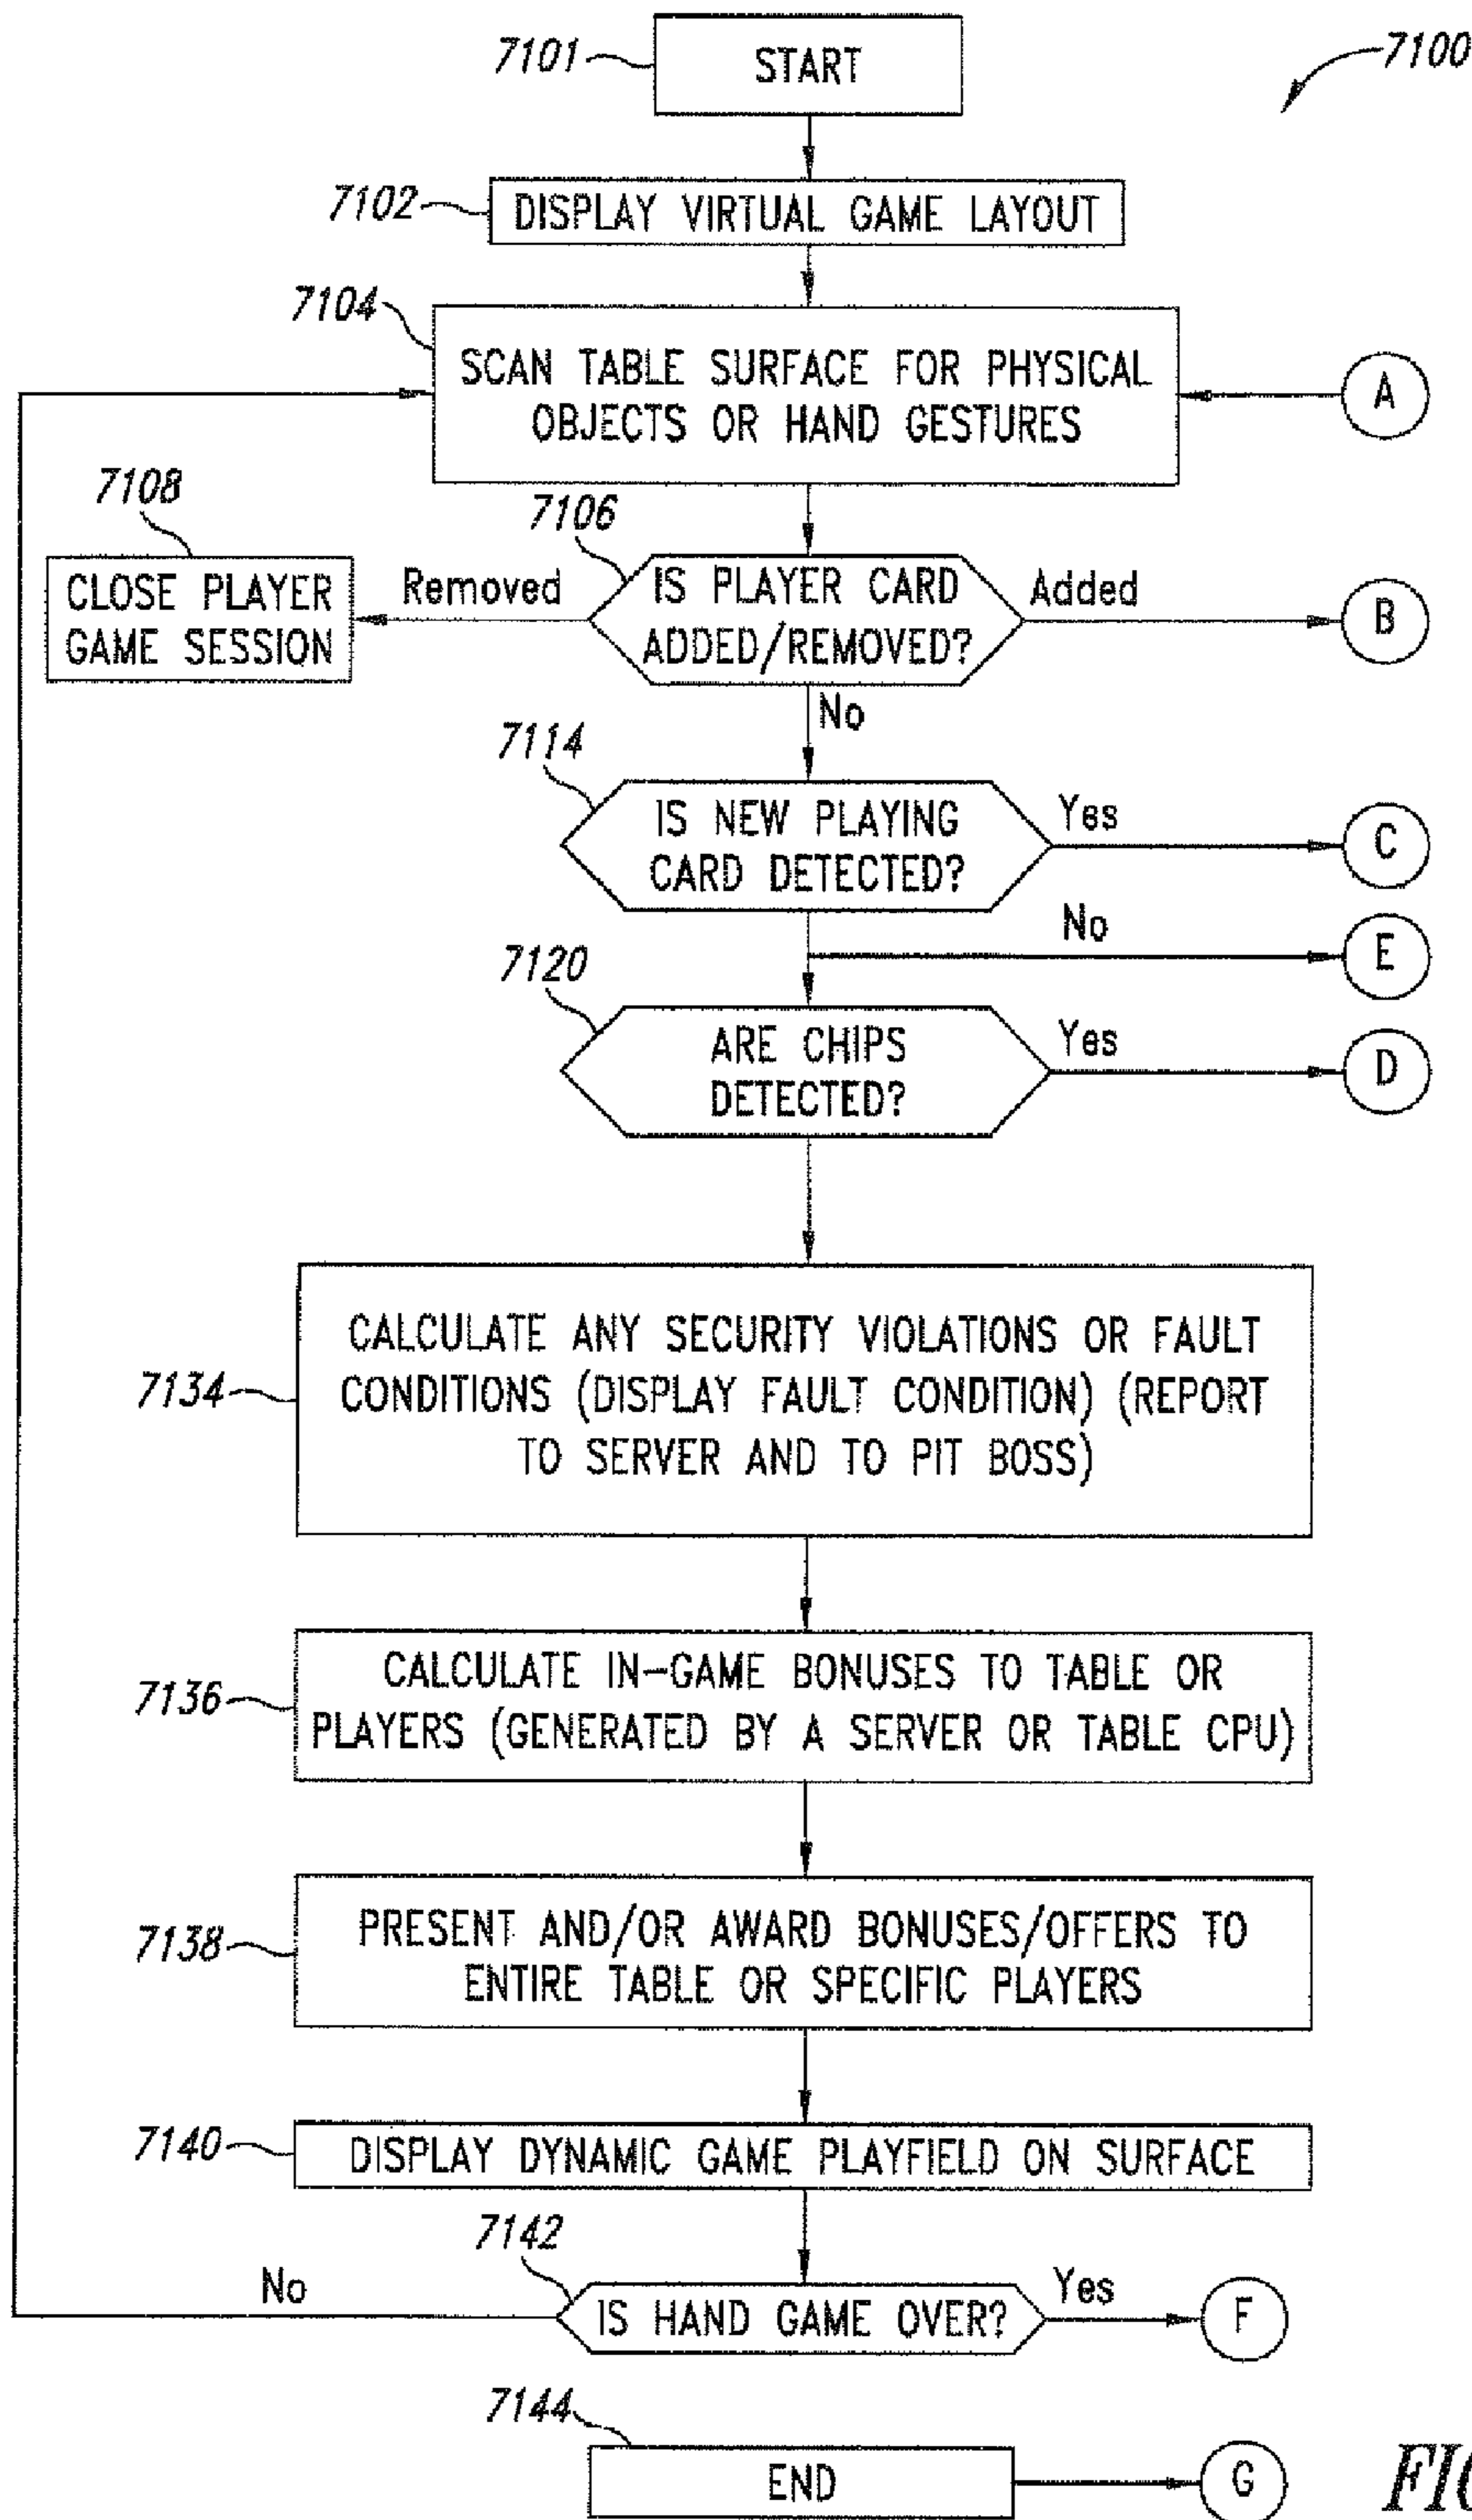 7101
START
7100
7102
DISPLAY VIRTUAL GAME LAYOUT
7104
SCAN TABLE SURFACE FOR PHYSICAL
OBJECTS OR HAND GESTURES
A
7108
7106
CLOSE PLAYER
GAME SESSION
Removed
IS PLAYER CARD
ADDED/REMOVED?
Added
B
No
7114
IS NEW PLAYING
CARD DETECTED?
Yes
C
No
E
7120
ARE CHIPS
DETECTED?
Yes
D
7134
CALCULATE ANY SECURITY VIOLATIONS OR FAULT
CONDITIONS (DISPLAY FAULT CONDITION) (REPORT
TO SERVER AND TO PIT BOSS)
7136
CALCULATE IN-GAME BONUSES TO TABLE OR
PLAYERS (GENERATED BY A SERVER OR TABLE CPU)
7138
PRESENT AND/OR AWARD BONUSES/OFFERS TO
ENTIRE TABLE OR SPECIFIC PLAYERS
7140
DISPLAY DYNAMIC GAME PLAYFIELD ON SURFACE
7142
No
IS HAND GAME OVER?
Yes
F
7144
END
G